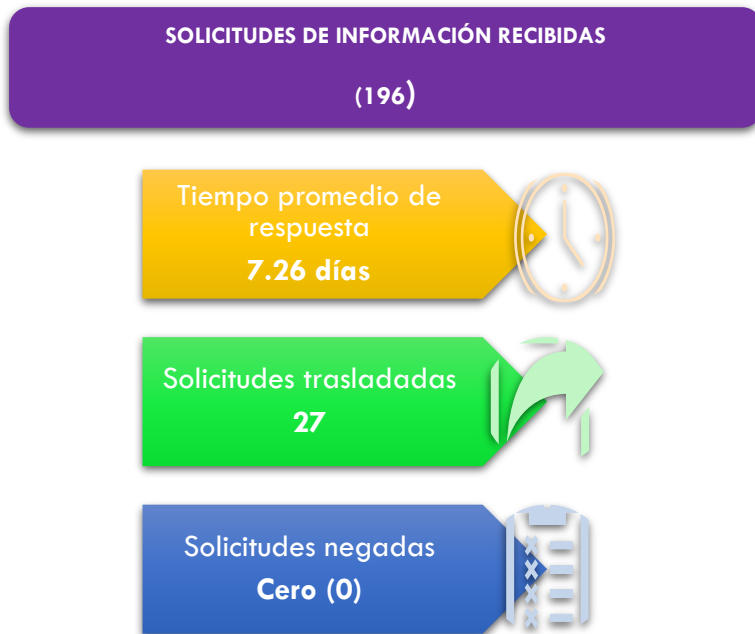 SOLICITUDES DE INFORMACIÓN RECIBIDAS
(196)
Tiempo promedio de
respuesta
7.26 días
Solicitudes trasladadas
27
Solicitudes negadas
Cero (0)